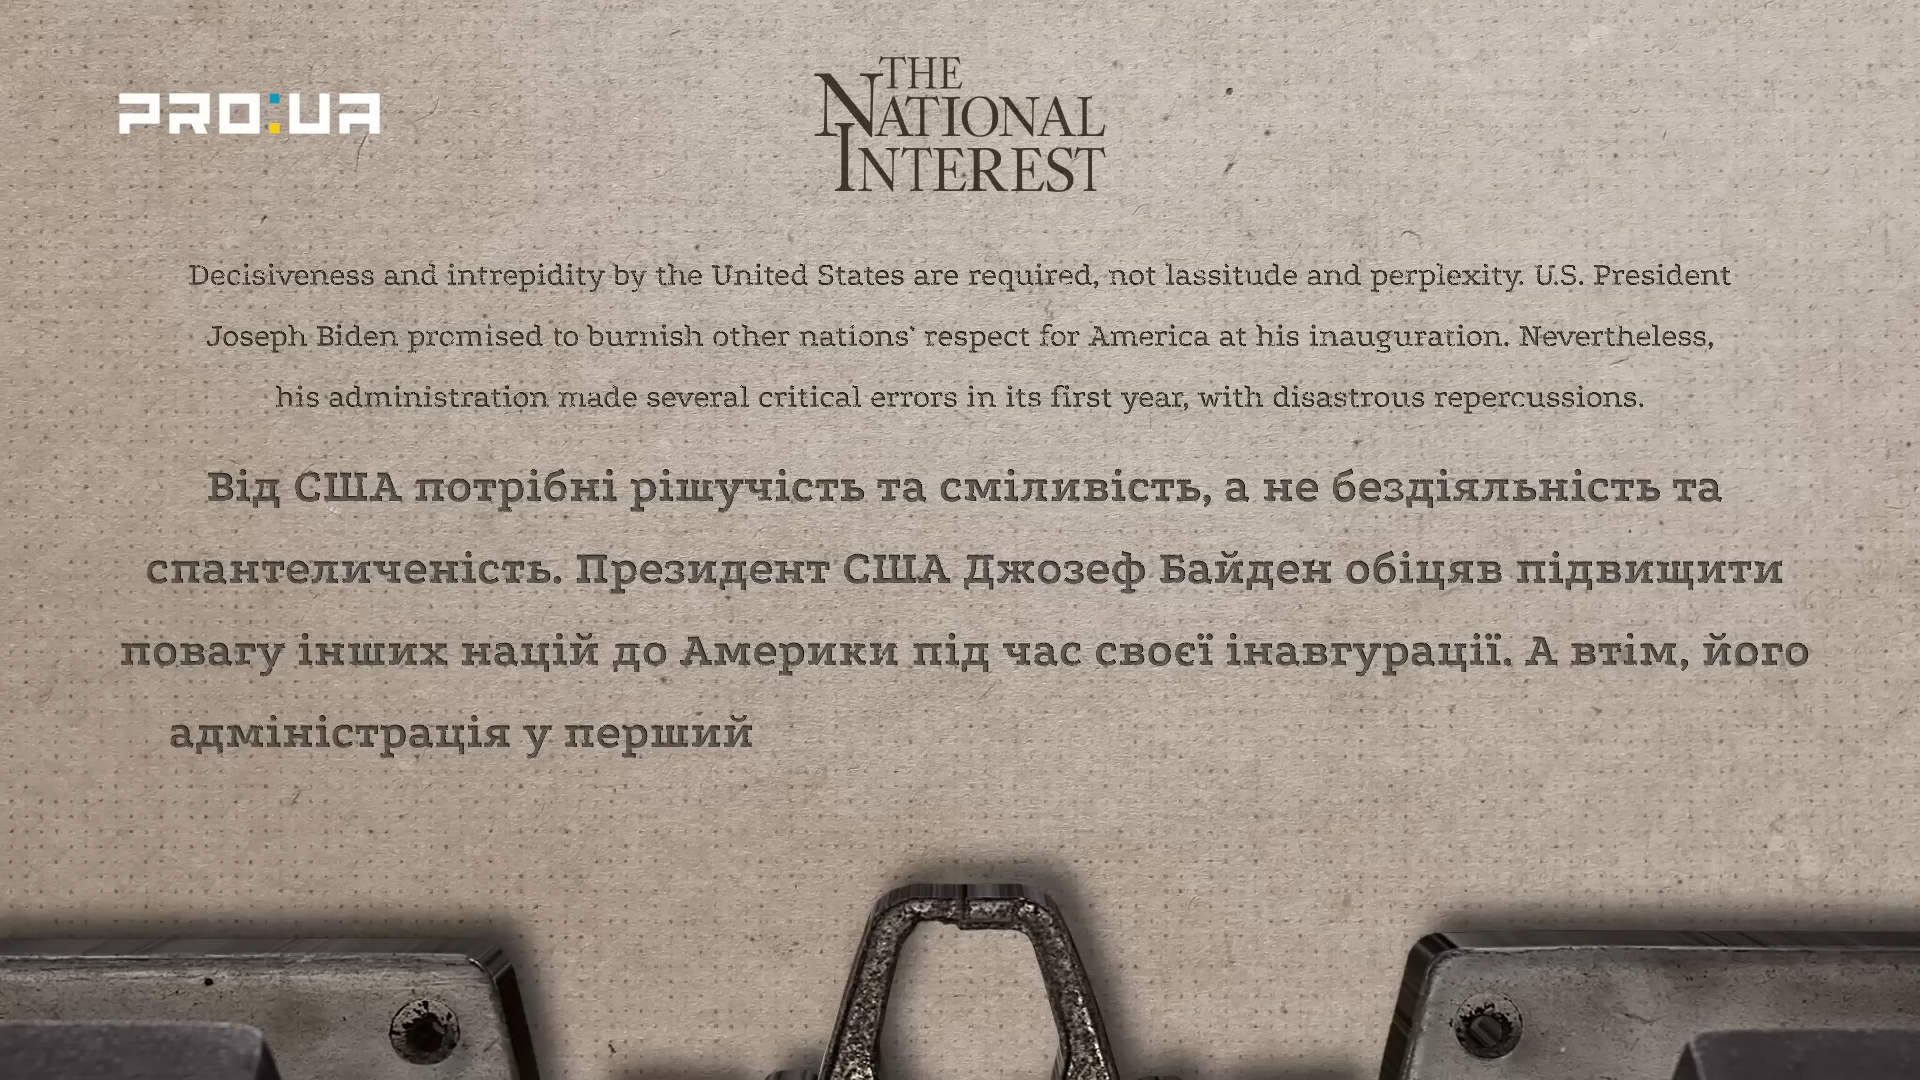 PRO:UA
THE
NATIONAL
INTEREST
Decisiveness and intrepidity by the United States are required, not lassitude and perplexity. U.S. President
Joseph Biden promised to burnish other nations' respect for America at his inauguration. Nevertheless,
his administration made several critical errors in its first year, with disastrous repercussions.
Від США потрібні рішучість та сміливість, а не бездіяльність та
спантеличеність. Президент США Джозеф Байден обіцяв підвищити
повагу інших націй до Америки під час своєї інавгурації. А втім, його
адміністрація у перший